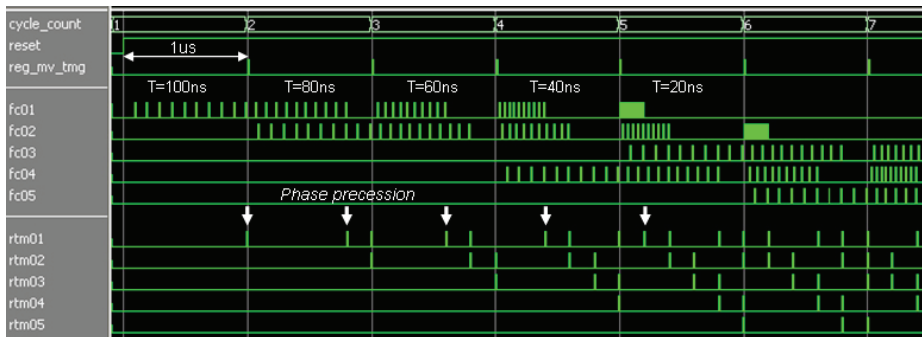 cycle_count 1 2 3 4 5 6 7
reset
1us
reg_mv_tmg
T=100ns T=80ns T=60ns T=40ns T=20ns
fc01
fc02
fc03
fc04
fc05
Phase precession
rtm01
rtm02
rtm03
rtm04
rtm05